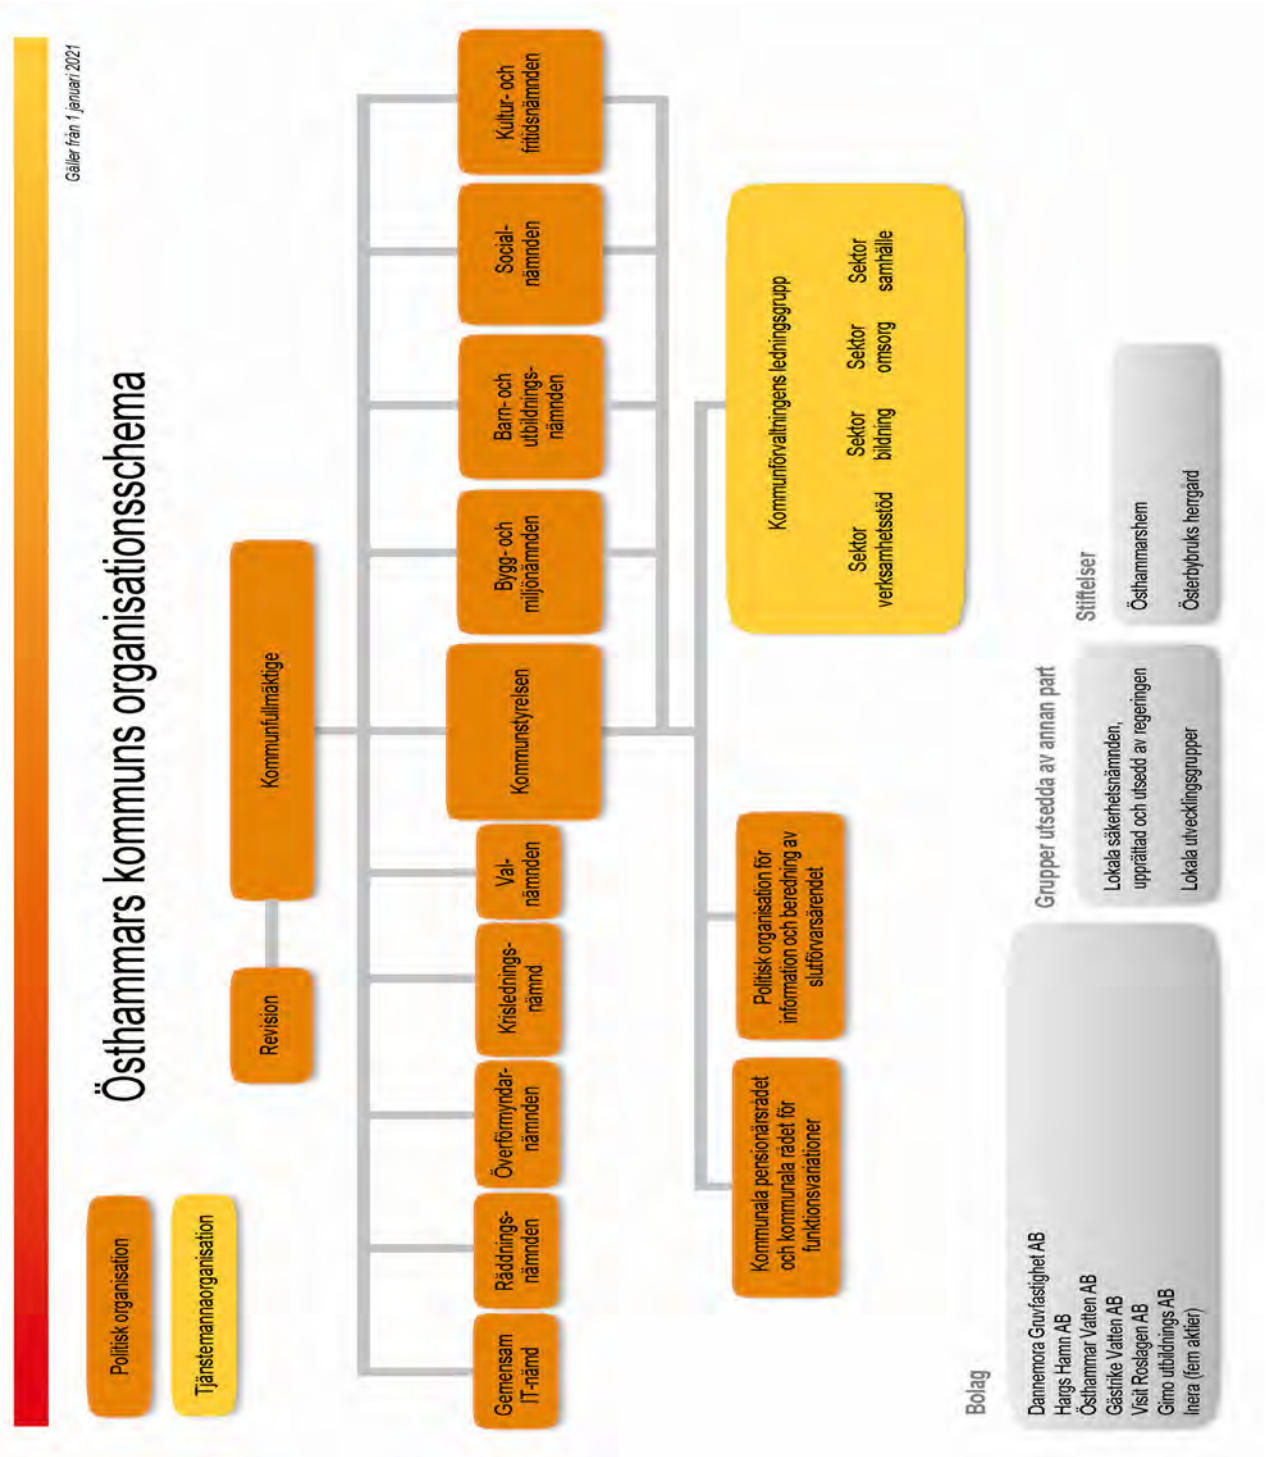 Gäller från 1 januari 2021
Östhammars kommuns organisationsschema
Politisk organisation
Tjänstemannaorganisation
Revision
Kommunfullmäktige
Gemensam
IT-nämd
Räddnings-
nämnden
Överförmyndar-
nämnden
Krislednings-
nämnd
Val-
nämnden
Kommunstyrelsen
Bygg- och
miljönämnden
Barn- och
utbildnings-
nämnden
Social-
nämnden
Kultur- och
fritidsnämnden
Kommunala pensionärsrådet
och kommunala rådet för
funktionsvariationer
Politisk organisation för
information och beredning av
slutförvarsärendet
Kommunförvaltningens ledningsgrupp
Sektor
verksamhetsstöd
Sektor
bildning
Sektor
omsorg
Sektor
samhälle
Bolag
Dannemora Gruvfastighet AB
Hargs Hamn AB
Östhammar Vatten AB
Gästrike Vatten AB
Visit Roslagen AB
Gimo utbildnings AB
Inera (fem aktier)
Grupper utsedda av annan part
Lokala säkerhetsnämnden,
upprättad och utsedd av regeringen
Lokala utvecklingsgrupper
Stiftelser
Östhammarshem
Österbybruks herrgård